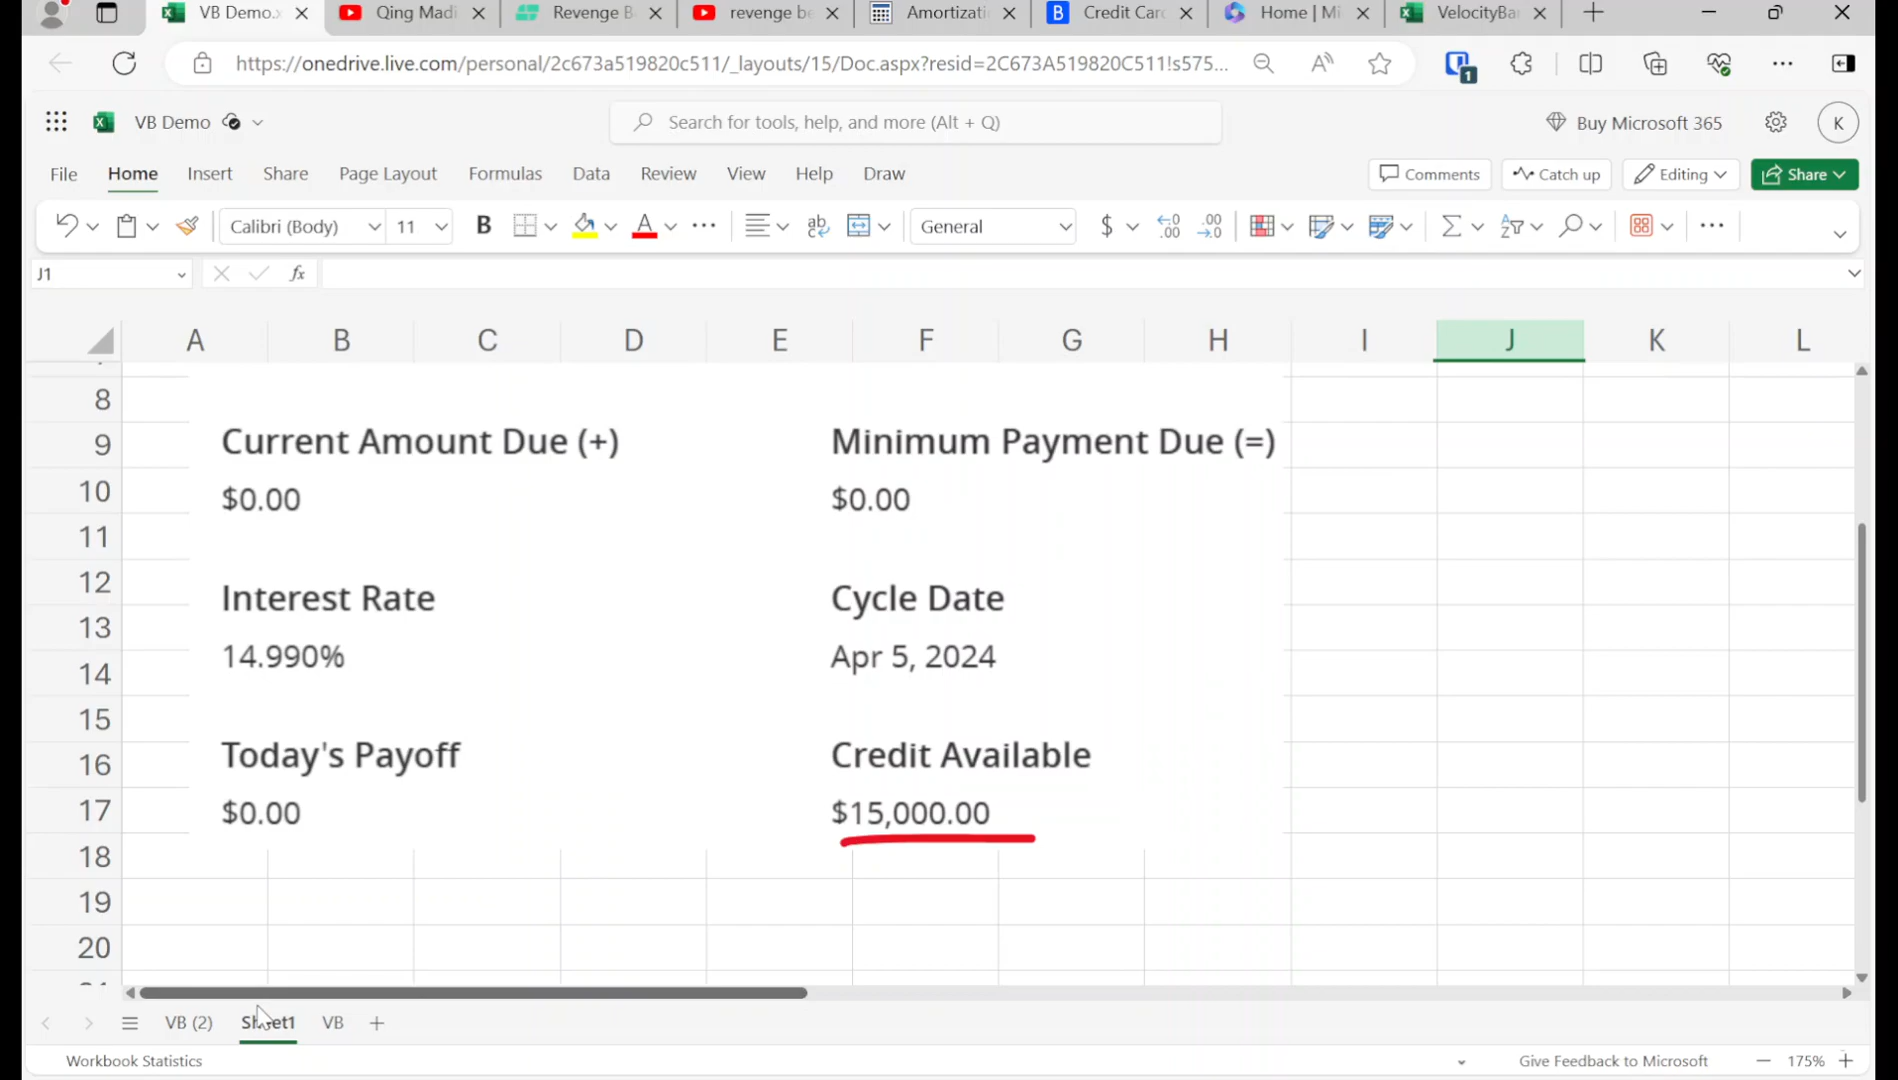 VB Demo.x
Qing Madi
Revenge B
revenge be
Amortizati
Credit Card
Home | Mi
VelocityBa
https://onedrive.live.com/personal/2c673a519820c511/_layouts/15/Doc.aspx?resid=2C673A519820C511!s575...
1
VB Demo
Search for tools, help, and more (Alt + Q)
Buy Microsoft 365
K
File Home Insert Share Page Layout Formulas Data Review View Help Draw
Comments Catch up Editing Share
Calibri (Body) 11 B A ab General $
J1 fx
A B C D E F G H I J K L
8
9 Current Amount Due (+) Minimum Payment Due (=)
10 $0.00 $0.00
11
12 Interest Rate Cycle Date
13
14 14.990% Apr 5, 2024
15
16 Today's Payoff Credit Available
17 $0.00 $15,000.00
18
19
20
VB (2) Sheet1 VB
Workbook Statistics Give Feedback to Microsoft 175%